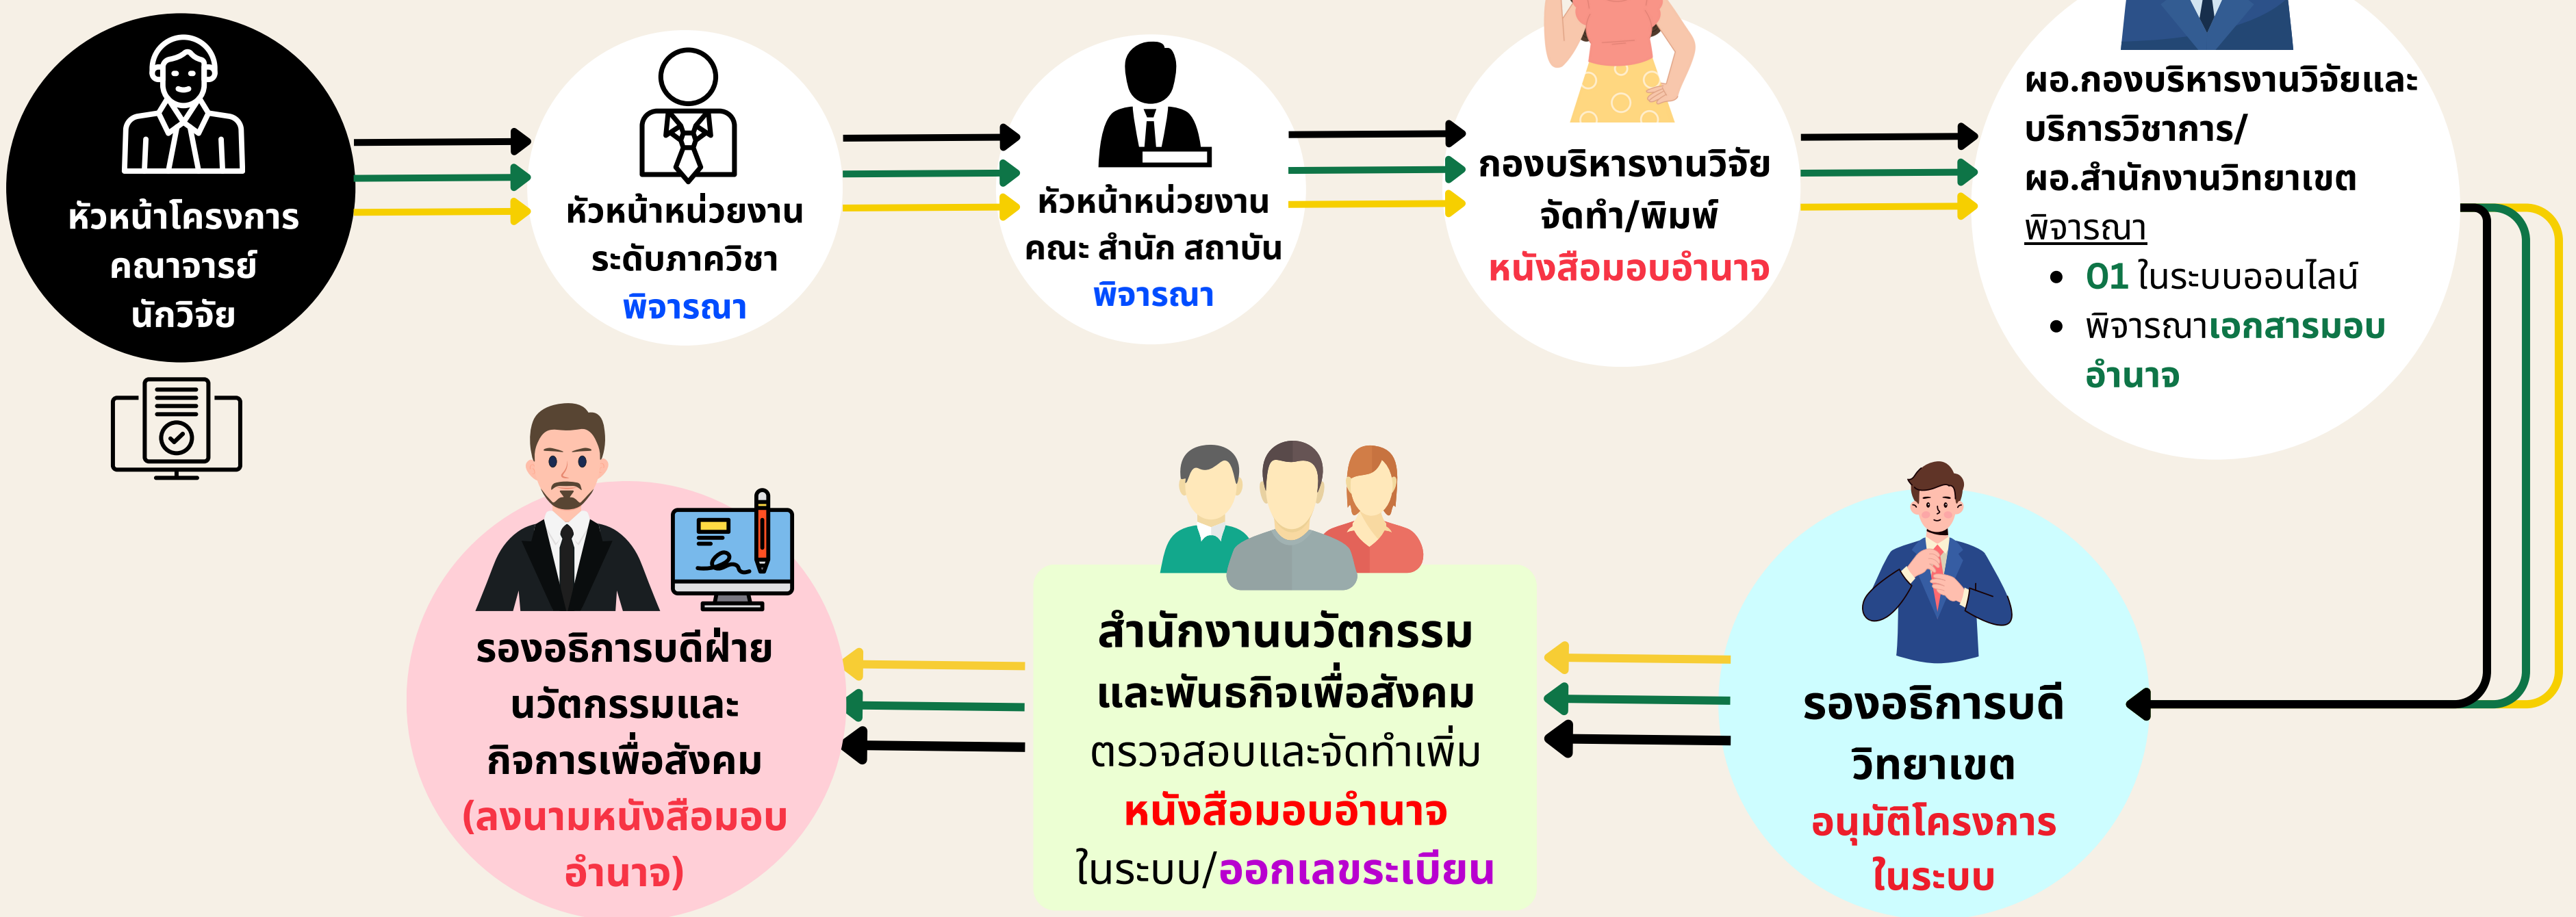 หัวหน้าโครงการ
คณาจารย์
นักวิจัย
หัวหน้าหน่วยงาน
ระดับภาควิชา
พิจารณา
หัวหน้าหน่วยงาน
คณะ สำนัก สถาบัน
พิจารณา
กองบริหารงานวิจัย
จัดทำ/พิมพ์
หนังสือมอบอำนาจ
ผอ.กองบริหารงานวิจัยและ
บริการวิชาการ/
ผอ.สำนักงานวิทยาเขต
พิจารณา
• 01 ในระบบออนไลน์
• พิจารณาเอกสารมอบ
อำนาจ
รองอธิการบดี
วิทยาเขต
อนุมัติโครงการ
ในระบบ
สำนักงานนวัตกรรม
และพันธกิจเพื่อสังคม
ตรวจสอบและจัดทำเพิ่ม
หนังสือมอบอำนาจ
ในระบบ/ออกเลขระเบียน
รองอธิการบดีฝ่าย
นวัตกรรมและ
กิจการเพื่อสังคม
(ลงนามหนังสือมอบ
อำนาจ)